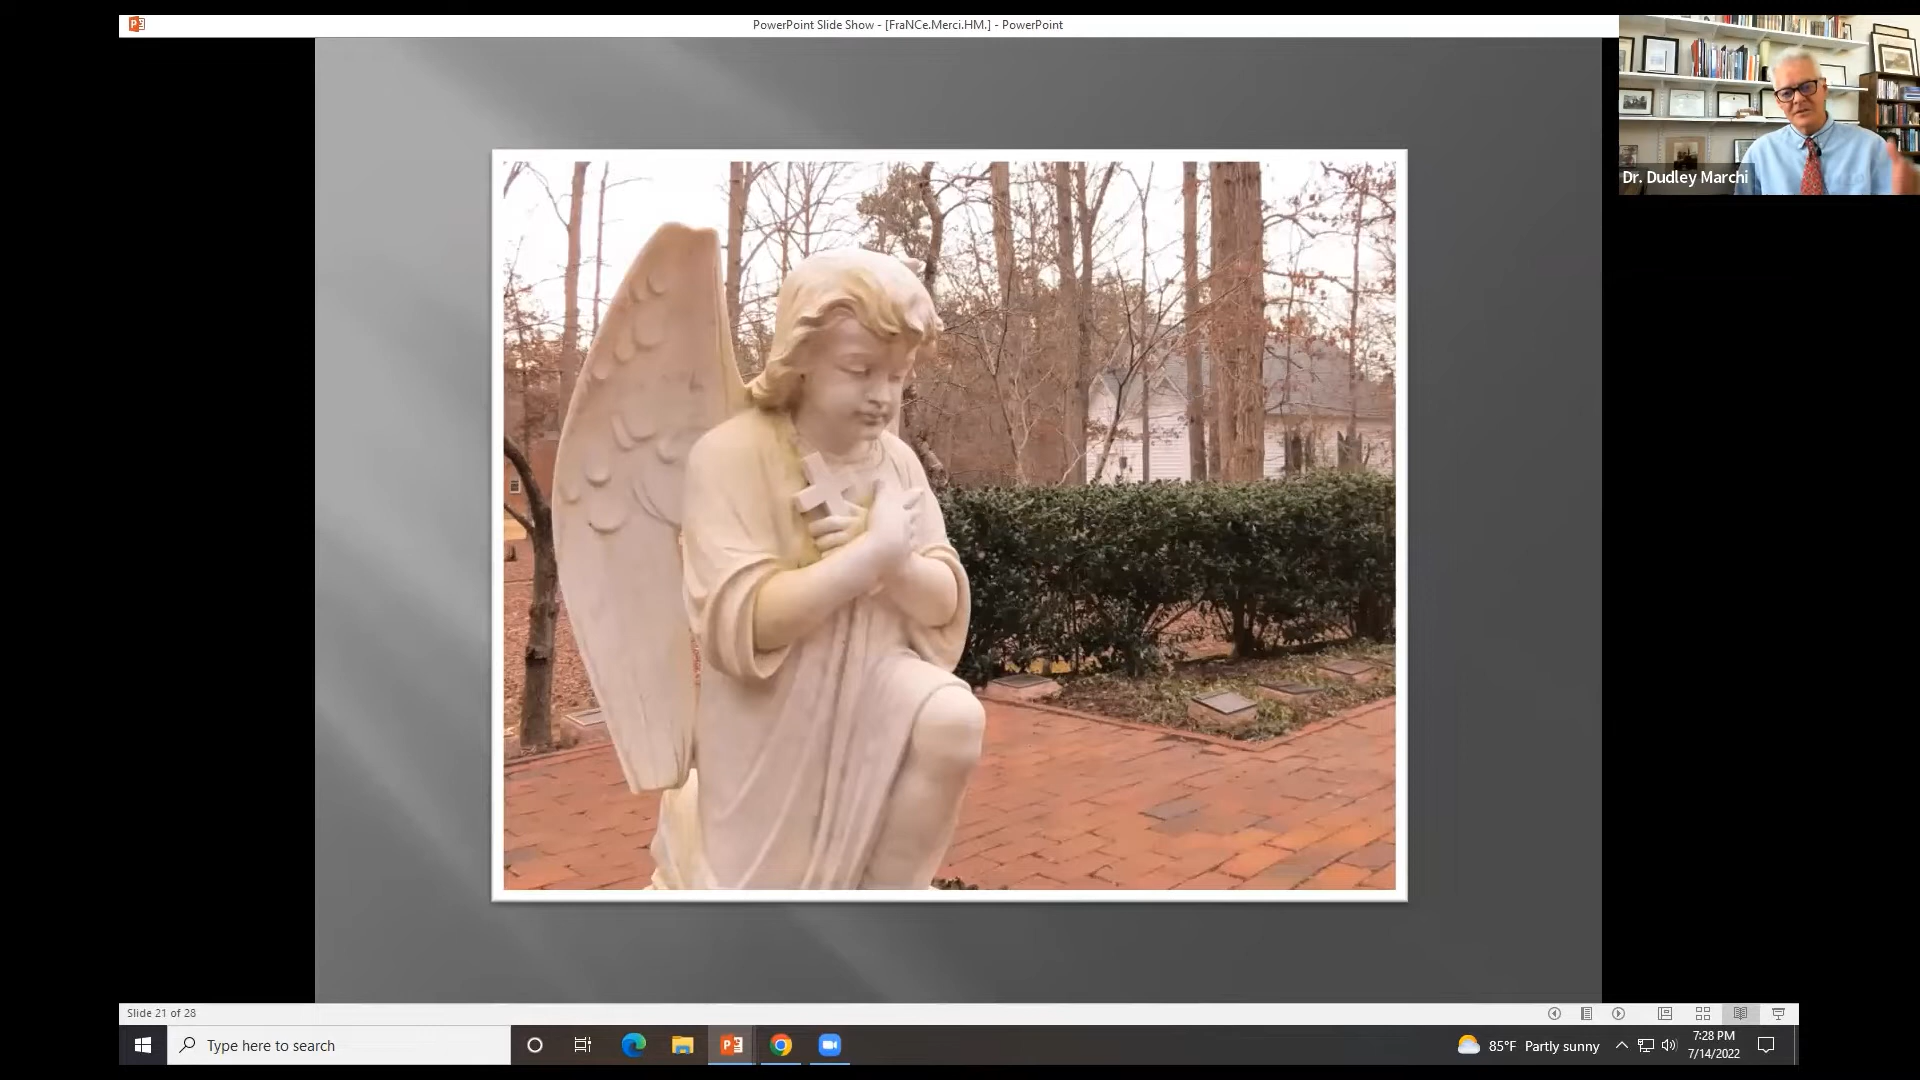 PowerPoint Slide Show - [FraNCe.Merci.HM.] - PowerPoint
Dr. Dudley Marchi
Slide 21 of 28
Type here to search
85°F Partly sunny
7:28 PM
7/14/2022